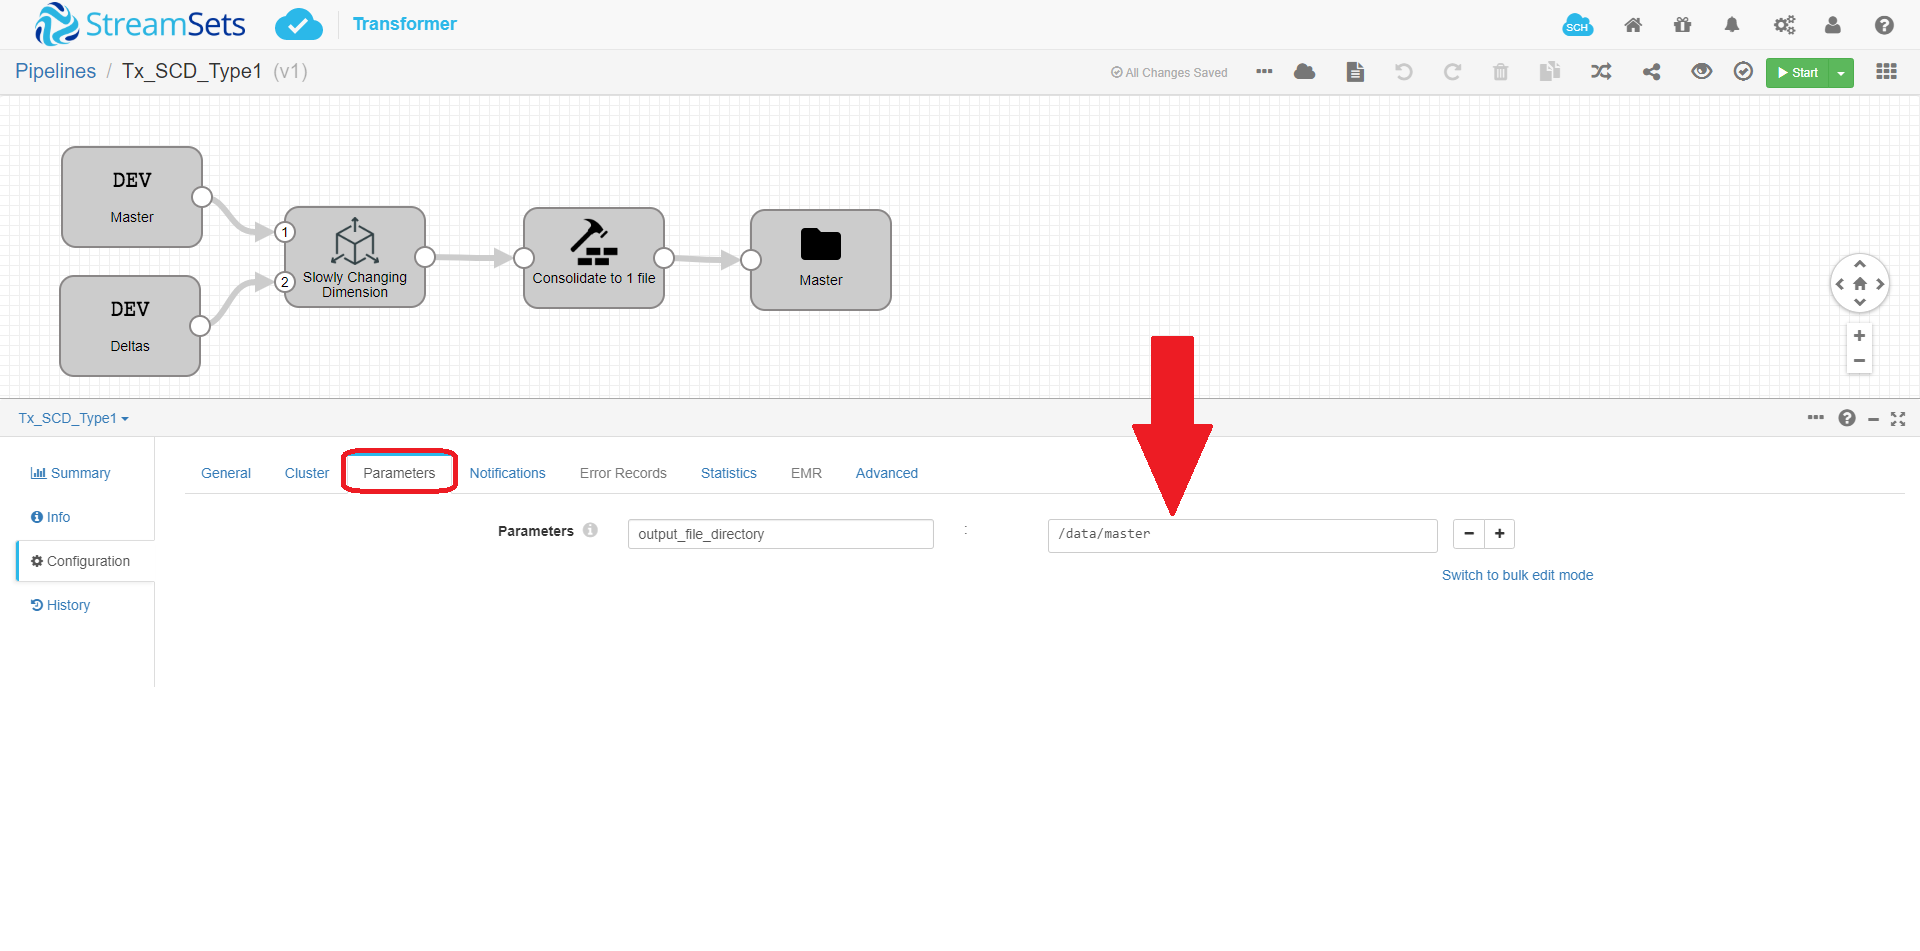 StreamSets
Transformer
SCH
Pipelines / Tx_SCD_Type1 (v1)
All Changes Saved
Start
DEV
Master
DEV
Deltas
1
2
Slowly Changing
Dimension
Consolidate to 1 file
Master
Tx_SCD_Type1
Summary
Info
Configuration
History
General
Cluster
Parameters
Notifications
Error Records
Statistics
EMR
Advanced
Parameters
output_file_directory
:
/data/master
Switch to bulk edit mode